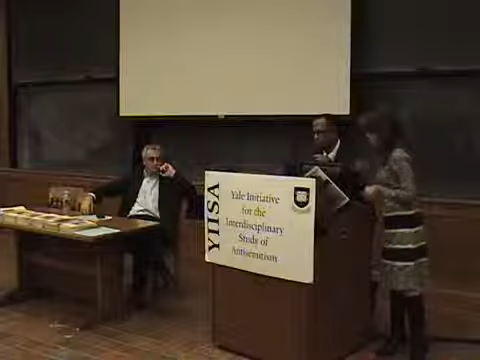 YIISA
Yale Initiative
for the
Interdisciplinary
Study of
Antisemitism